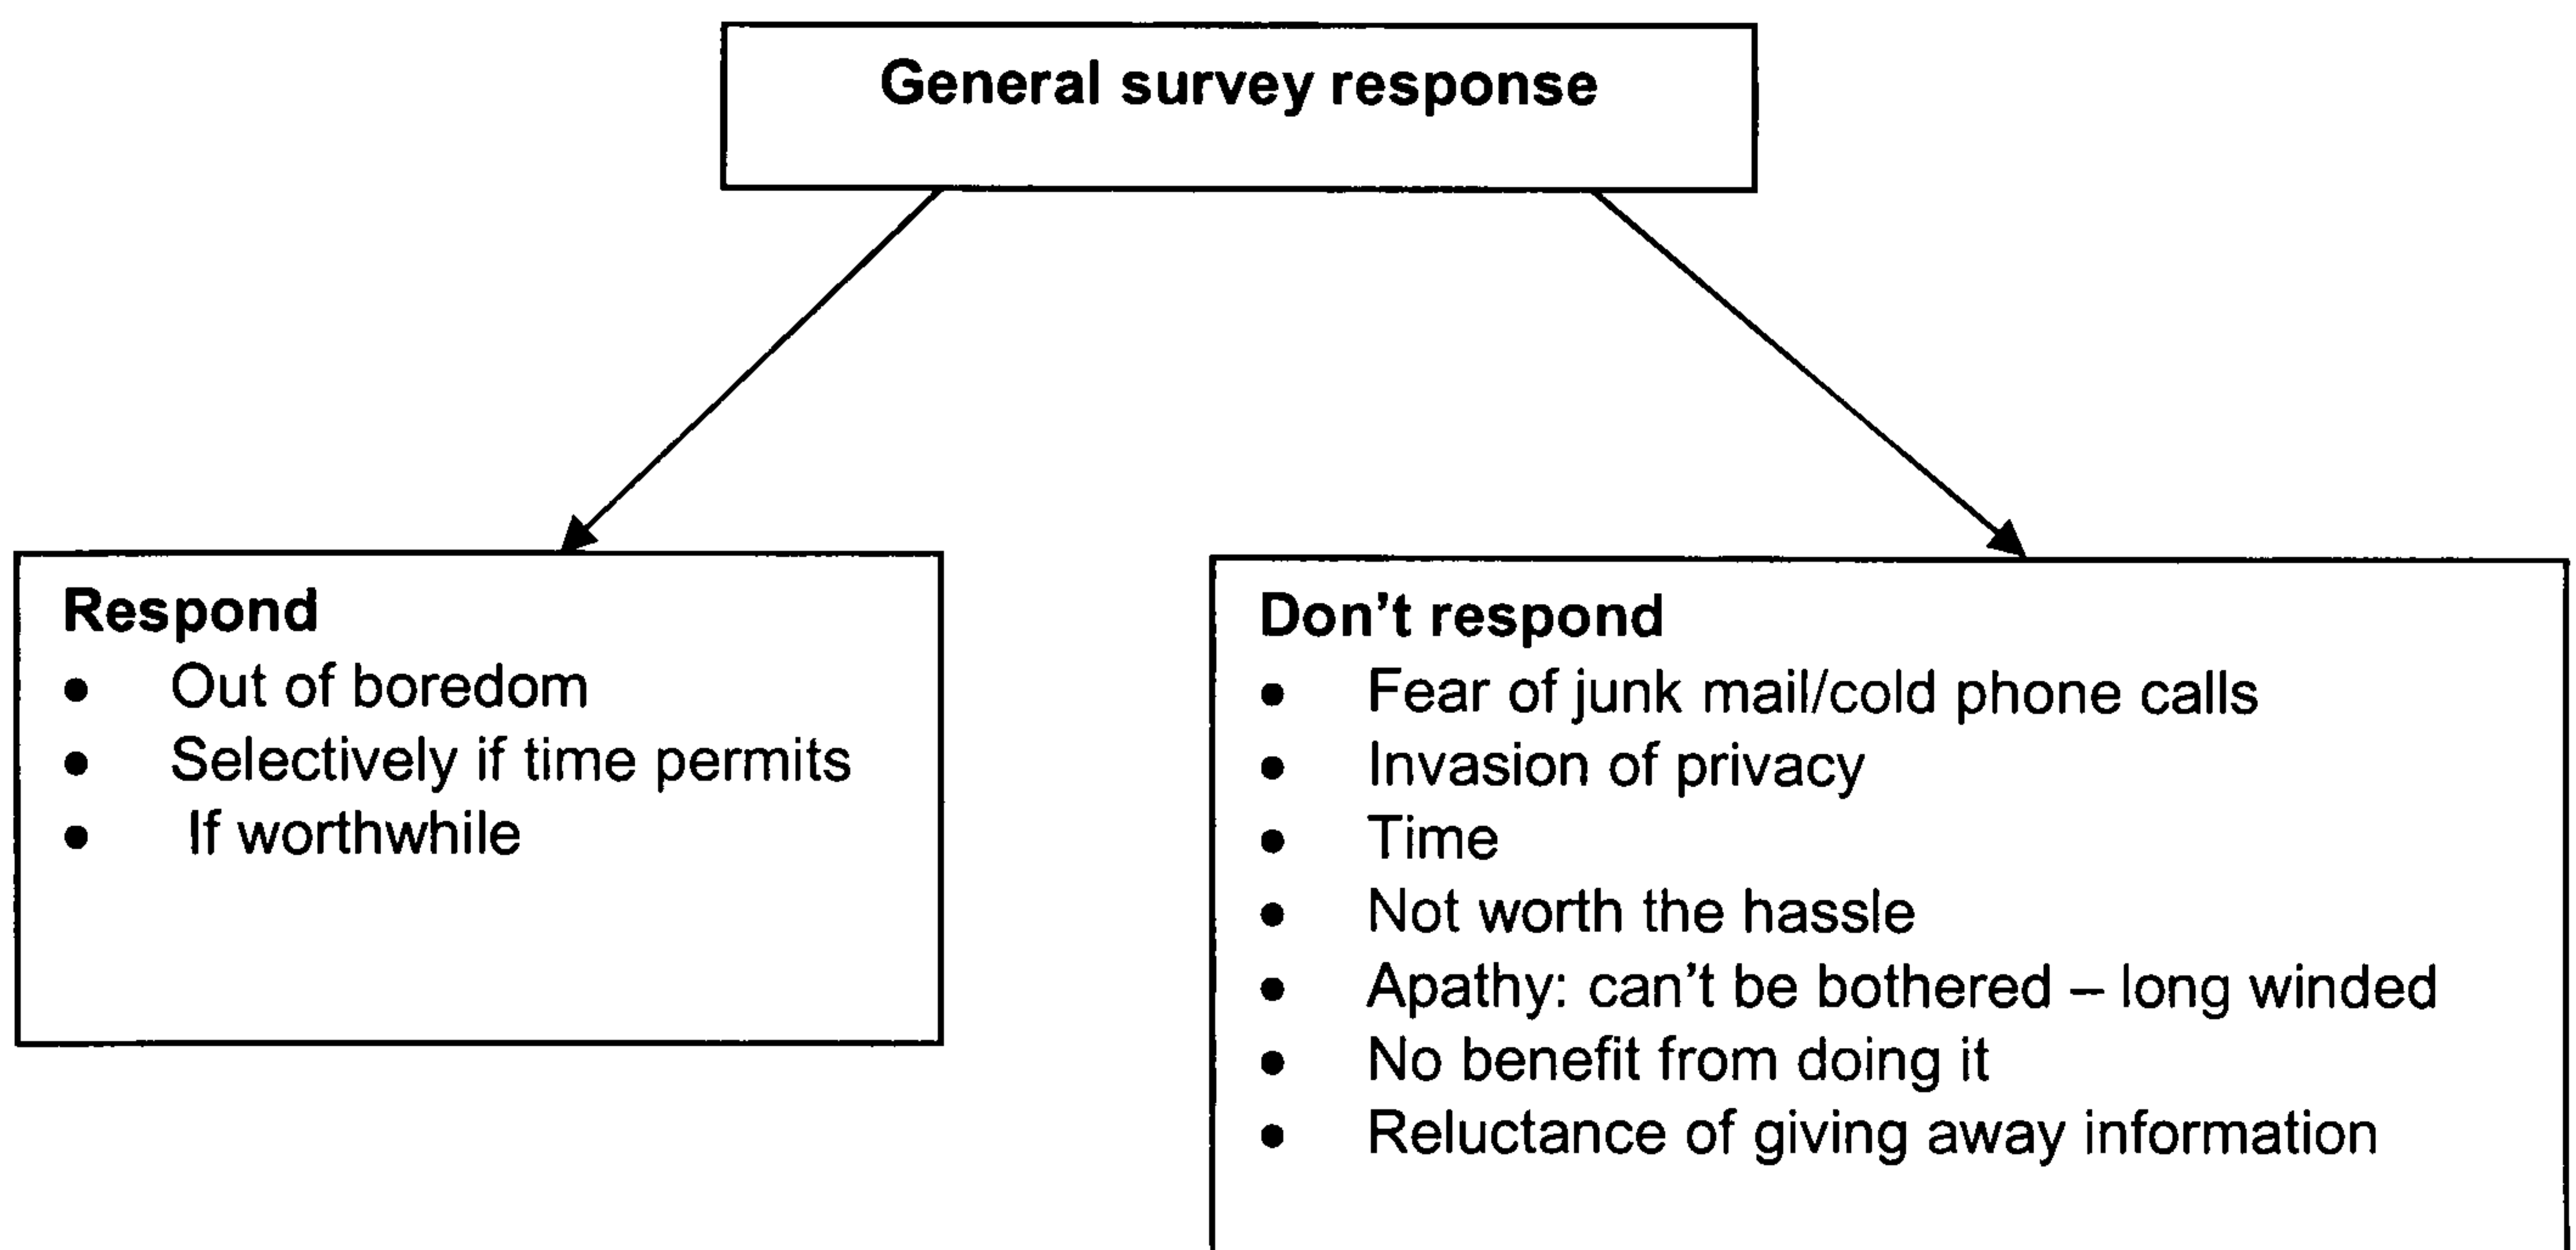 General survey response
Respond
• Out of boredom
• Selectively if time permits
• If worthwhile
Don't respond
• Fear of junk mail/cold phone calls
• Invasion of privacy
• Time
• Not worth the hassle
• Apathy: can't be bothered – long winded
• No benefit from doing it
• Reluctance of giving away information